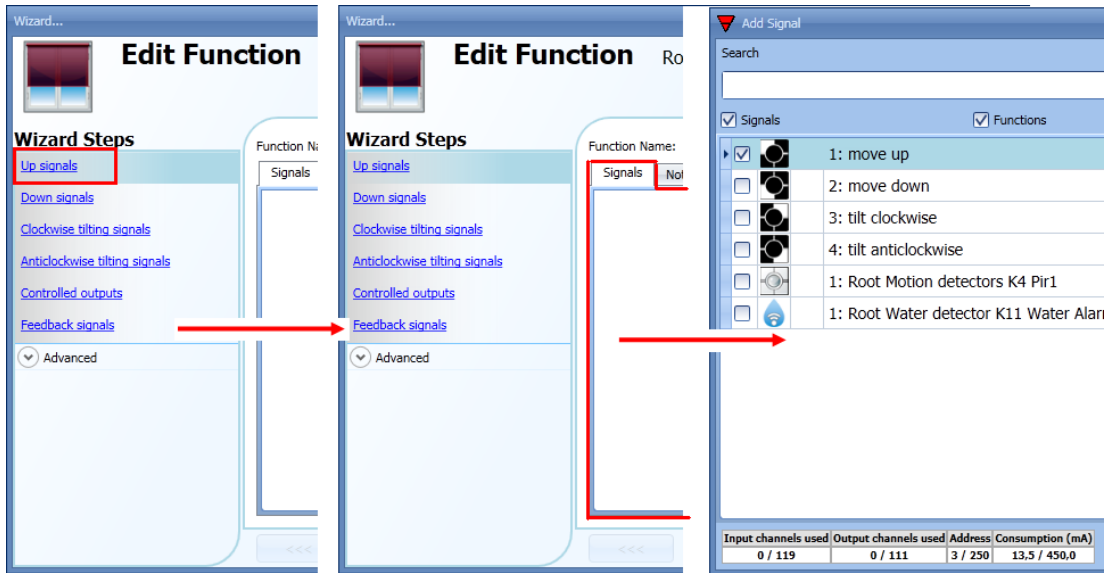 Wizard...
Edit Function
Wizard Steps
Up signals
Down signals
Clockwise tilting signals
Anticlockwise tilting signals
Controlled outputs
Feedback signals
Advanced
Function Na
Signals
<<<
Wizard...
Edit Function Ro
Wizard Steps
Up signals
Down signals
Clockwise tilting signals
Anticlockwise tilting signals
Controlled outputs
Feedback signals
Advanced
Function Name:
Signals Not
<<<
Add Signal
Search
Signals Functions
1: move up
2: move down
3: tilt clockwise
4: tilt anticlockwise
1: Root Motion detectors K4 Pir1
1: Root Water detector K11 Water Alarr
Input channels used Output channels used Address Consumption (mA)
0 / 119 0 / 111 3 / 250 13,5 / 450,0